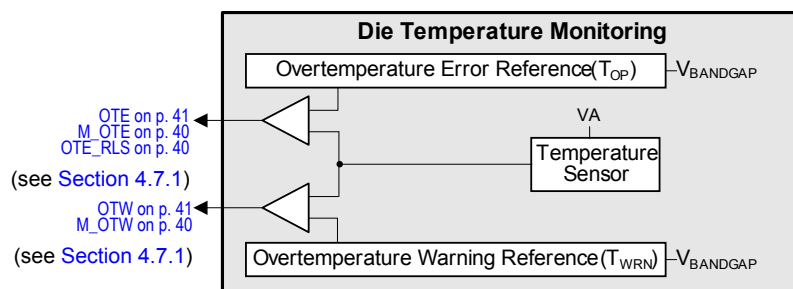 Die Temperature Monitoring
Overtemperature Error Reference(TOP)
VBANDGAP
OTE on p. 41
M_OTE on p. 40
OTE_RLS on p. 40
(see Section 4.7.1)
VA
Temperature
Sensor
OTW on p. 41
M_OTW on p. 40
(see Section 4.7.1)
Overtemperature Warning Reference(TWRN)
VBANDGAP